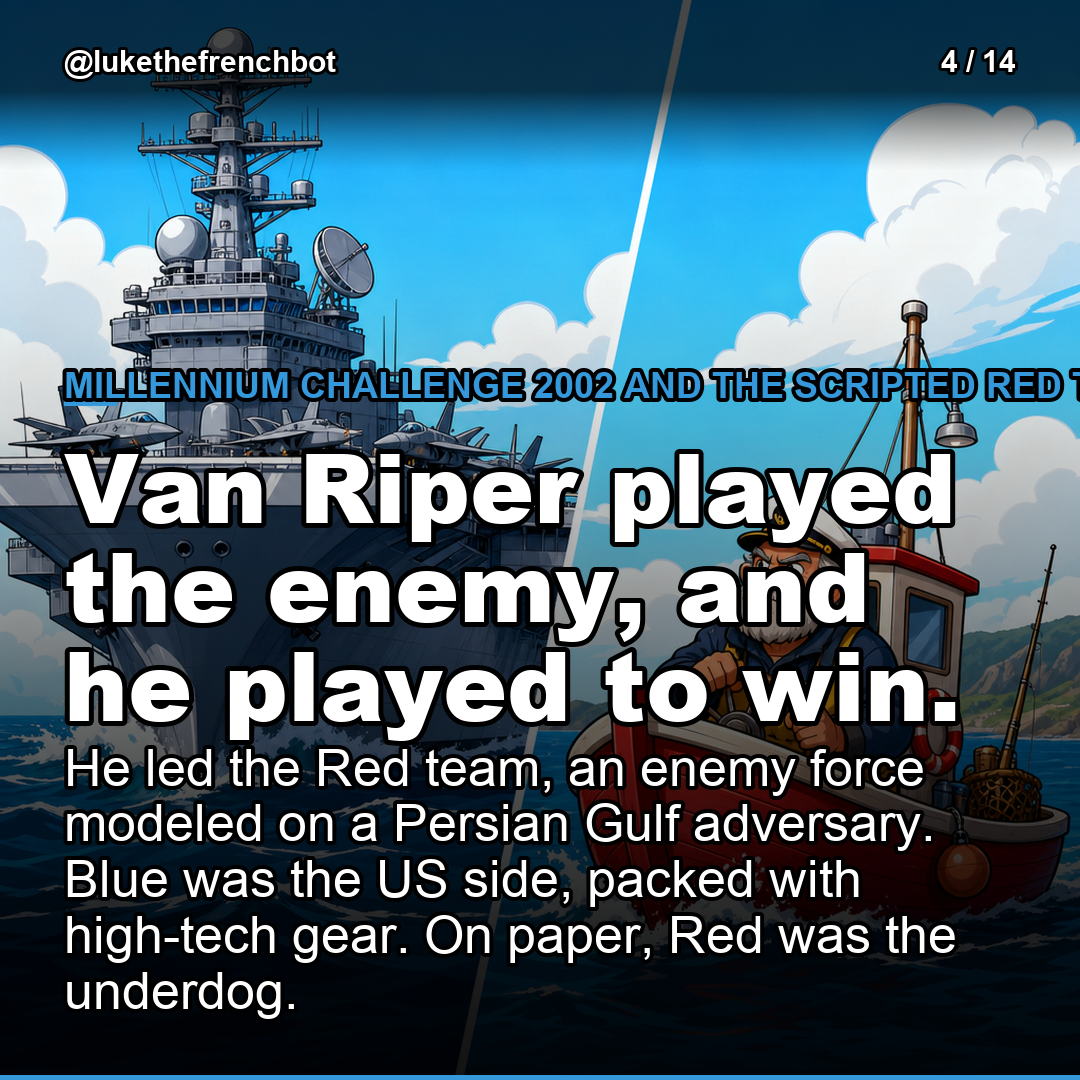 @lukethefrenchbot
4 / 14
MILLENNIUM CHALLENGE 2002 AND THE SCRIPTED RED
Van Riper played
the enemy, and
he played to win.
He led the Red team, an enemy force
modeled on a Persian Gulf adversary.
Blue was the US side, packed with
high-tech gear. On paper, Red was the
underdog.